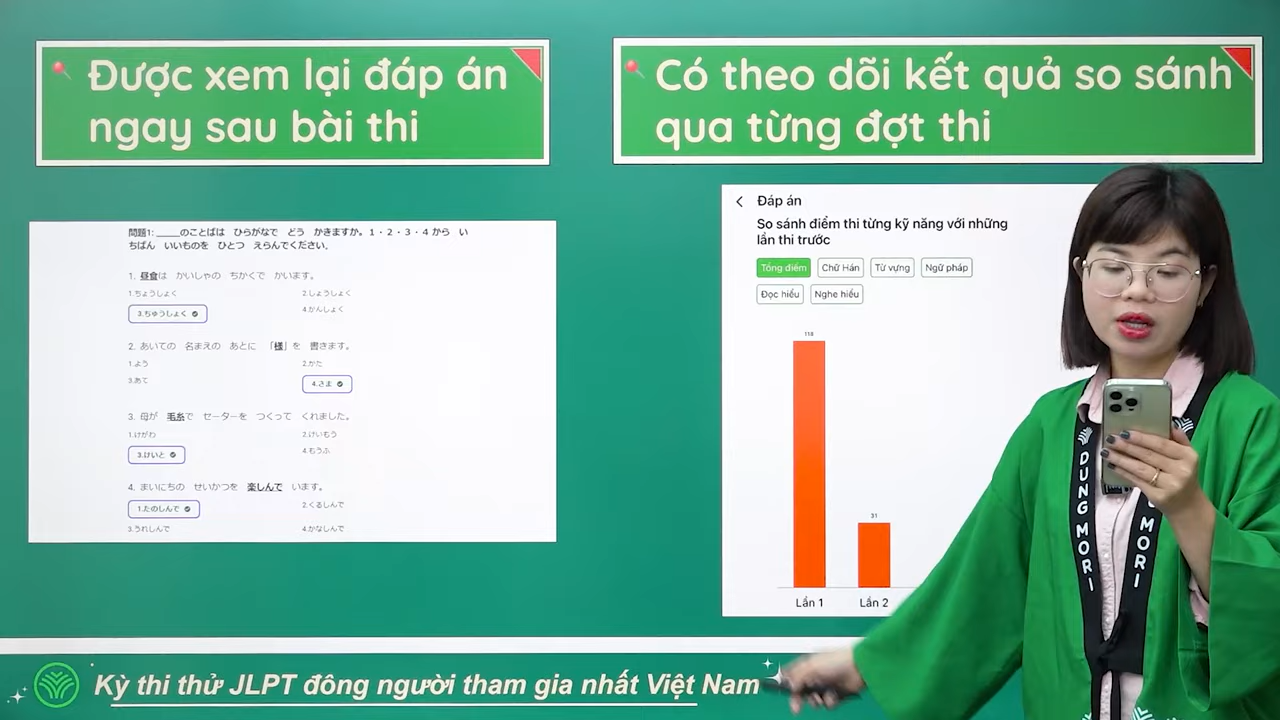 Được xem lại đáp án
ngay sau bài thi
Có theo dõi kết quả so sánh
qua từng đợt thi
問題1: _____のことばは ひらがなで どう かきますか。1・2・3・4 から い
ちばん いいものを ひとつ えらんでください。
1. 昼食は かいしゃの ちかくで かいます。
1.ちょうしょく
2.しょうしょく
3.ちゅうしょく
4.かんしょく
2. あいての 名まえの あとに 「様」を 書きます。
1.よう
2.かた
3.あて
4.さま
3. 母が 毛糸で セーターを つくって くれました。
1.けがわ
2.けいもう
3.けいと
4.もうふ
4. まいにちの せいかつを 楽しんで います。
1.たのしんで
2.くるしんで
3.うれしんで
4.かなしんで
Đáp án
So sánh điểm thi từng kỹ năng với những
lần thi trước
Tổng điểm
Chữ Hán
Từ vựng
Ngữ pháp
Đọc hiểu
Nghe hiểu
118
31
Lần 1
Lần 2
DUNG MORI
MORI
Kỳ thi thử JLPT đông người tham gia nhất Việt Nam